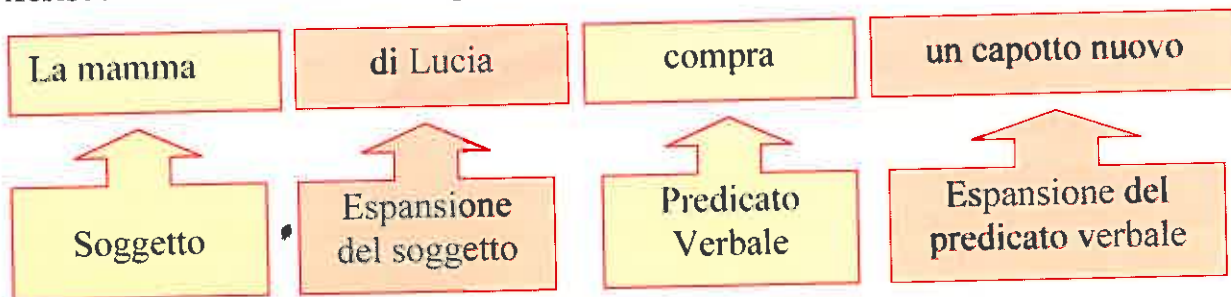 La mamma
di Lucia
compra
un capotto nuovo
Soggetto
Espansione
del soggetto
Predicato
Verbale
Espansione del
predicato verbale